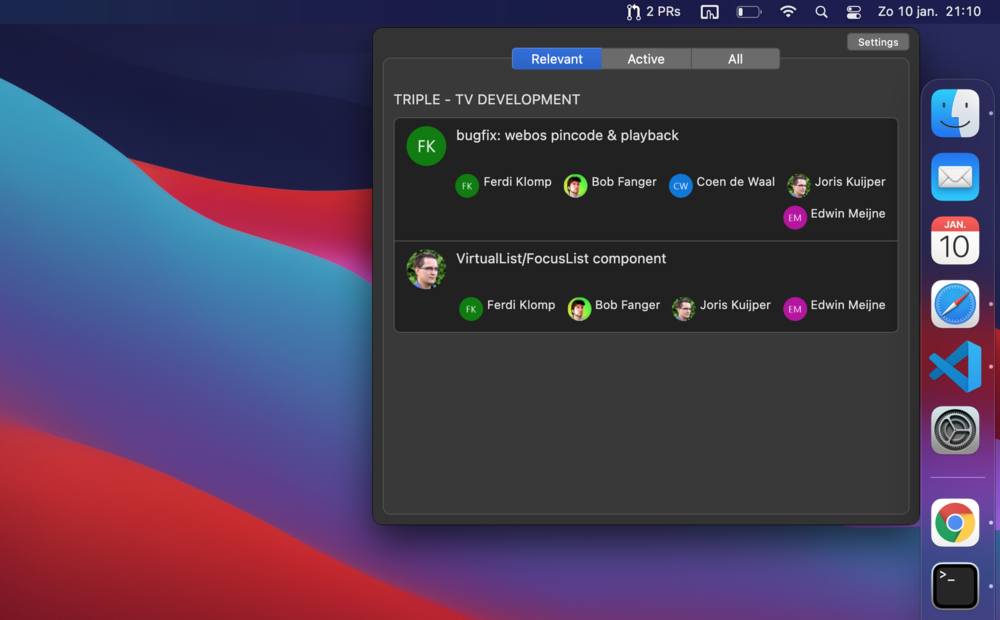 2 PRs
Zo 10 jan. 21:10
Settings
Relevant Active All
TRIPLE - TV DEVELOPMENT
FK
bugfix: webos pincode & playback
FK Ferdi Klomp Bob Fanger CW Coen de Waal Joris Kuijper
EM Edwin Meijne
VirtualList/FocusList component
FK Ferdi Klomp Bob Fanger Joris Kuijper EM Edwin Meijne
JAN.
10
>_